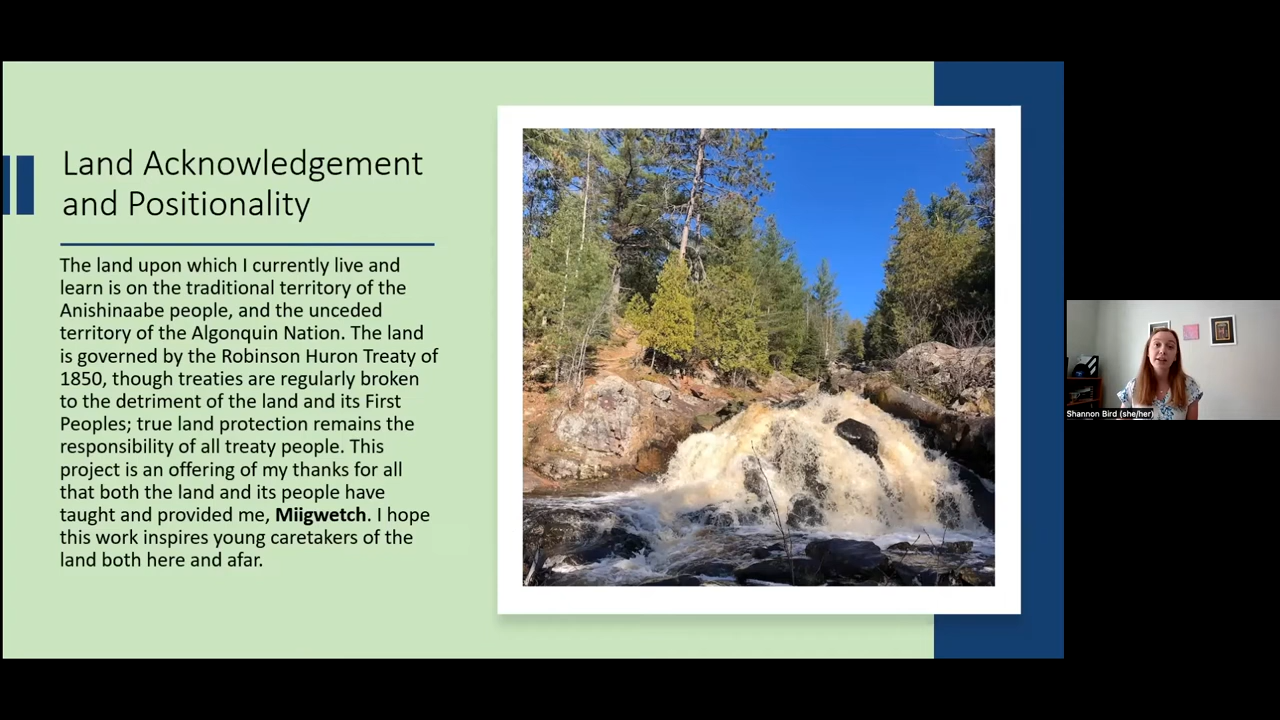 Land Acknowledgement
and Positionality
The land upon which I currently live and
learn is on the traditional territory of the
Anishinaabe people, and the unceded
territory of the Algonquin Nation. The land
is governed by the Robinson Huron Treaty of
1850, though treaties are regularly broken
to the detriment of the land and its First
Peoples; true land protection remains the
responsibility of all treaty people. This
project is an offering of my thanks for all
that both the land and its people have
taught and provided me, Miigwetch. I hope
this work inspires young caretakers of the
land both here and afar.
Shannon Bird (she/her)